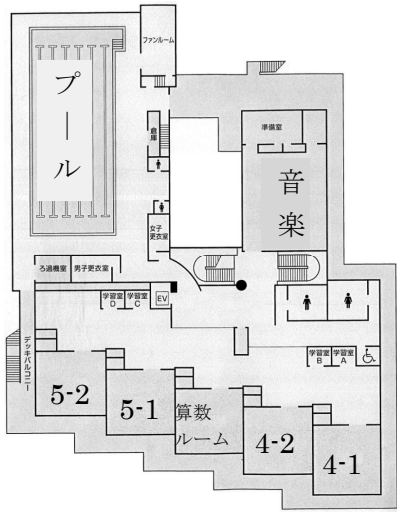 ファンルーム
プール
倉庫
準備室
音楽
女子
更衣室
ろ過機室
男子更衣室
学習室
D
学習室
C
EV
デッキバルコニー
学習室
B
学習室
A
5-2
5-1
算数
ルーム
4-2
4-1